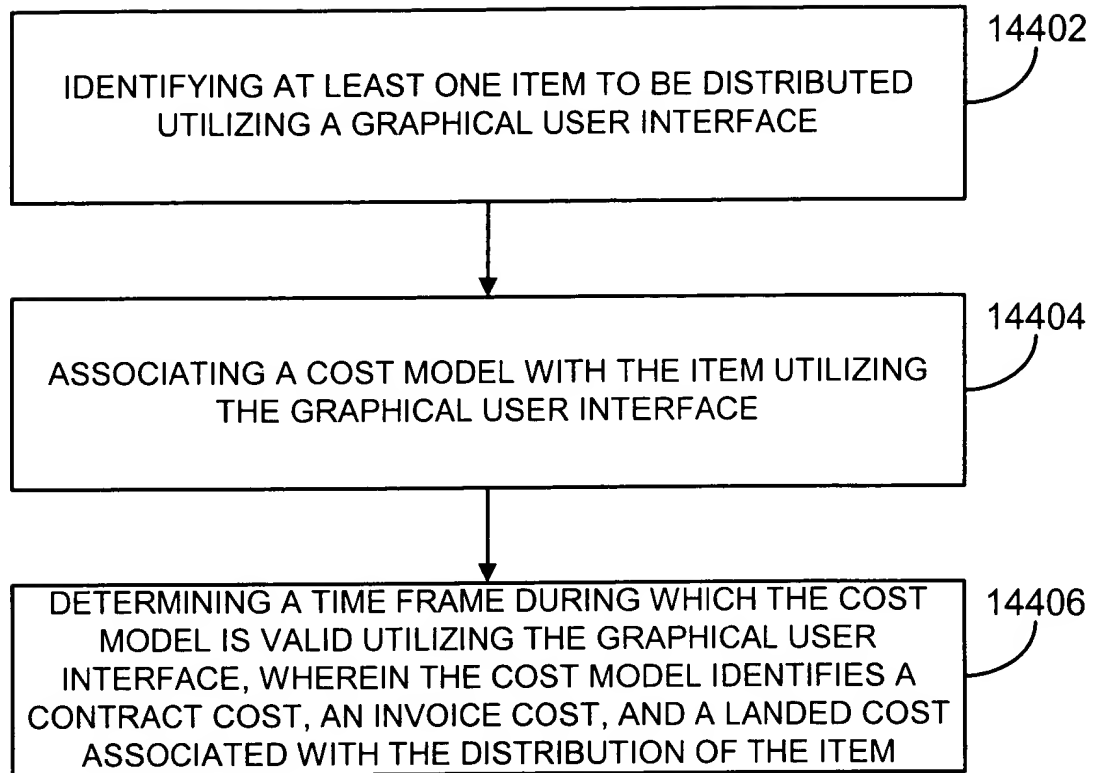 14402
IDENTIFYING AT LEAST ONE ITEM TO BE DISTRIBUTED
UTILIZING A GRAPHICAL USER INTERFACE
14404
ASSOCIATING A COST MODEL WITH THE ITEM UTILIZING
THE GRAPHICAL USER INTERFACE
14406
DETERMINING A TIME FRAME DURING WHICH THE COST
MODEL IS VALID UTILIZING THE GRAPHICAL USER
INTERFACE, WHEREIN THE COST MODEL IDENTIFIES A
CONTRACT COST, AN INVOICE COST, AND A LANDED COST
ASSOCIATED WITH THE DISTRIBUTION OF THE ITEM